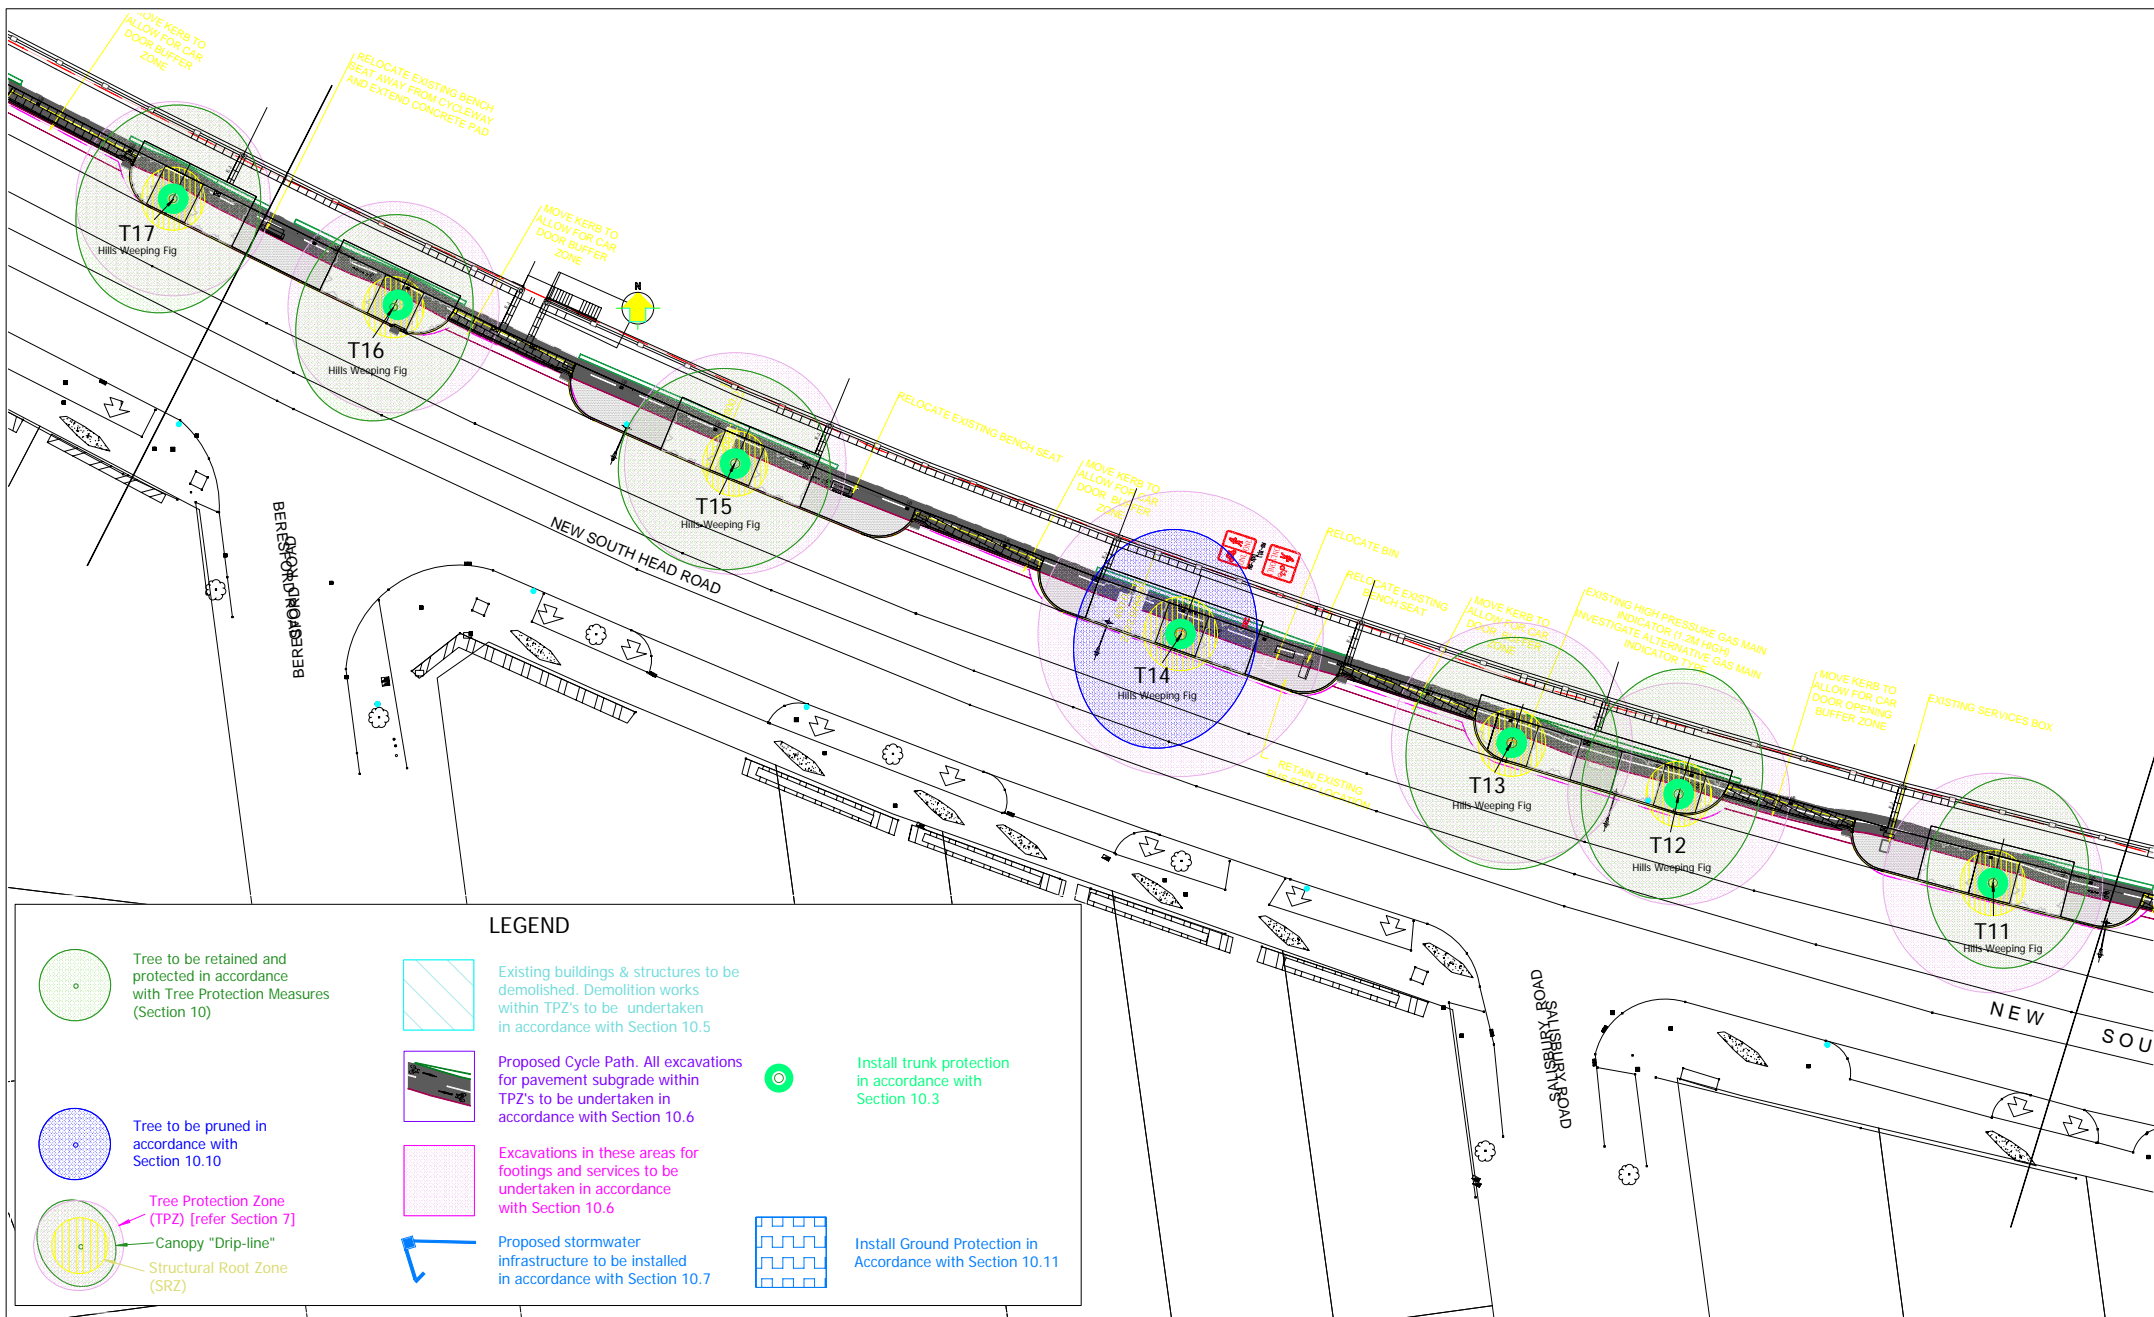 MOVE KERB TO
ALLOW FOR CAR
DOOR BUFFER
ZONE
RELOCATE EXISTING BENCH
SEAT AWAY FROM CYCLEWAY
AND EXTEND CONCRETE PAD
T17
Hills Weeping Fig
T16
Hills Weeping Fig
MOVE KERB TO
ALLOW FOR CAR
DOOR BUFFER
ZONE
N
T15
Hills Weeping Fig
RELOCATE EXISTING BENCH SEAT
MOVE KERB TO
ALLOW FOR CAR
DOOR BUFFER
ZONE
T14
Hills Weeping Fig
RELOCATE BIN
RELOCATE EXISTING
BENCH SEAT
RETAIN EXISTING
BUS STOP LOCATION
MOVE KERB TO
ALLOW FOR CAR
DOOR
ZONE
EXISTING HIGH PRESSURE GAS MAIN
INDICATOR (1.2M HIGH)
INVESTIGATE ALTERNATIVE GAS MAIN
INDICATOR TYPE
T13
Hills Weeping Fig
T12
Hills Weeping Fig
MOVE KERB TO
ALLOW FOR CAR
DOOR OPENING
BUFFER ZONE
EXISTING SERVICES BOX
T11
Hills Weeping Fig
NEW SOUTH HEAD ROAD
BERESFORD ROAD
BERESFORD ROAD
SALISBURY ROAD
SALISBURY ROAD
NEW
SOU
LEGEND
Tree to be retained and
protected in accordance
with Tree Protection Measures
(Section 10)
Tree to be pruned in
accordance with
Section 10.10
Tree Protection Zone
(TPZ) [refer Section 7]
Canopy "Drip-line"
Structural Root Zone
(SRZ)
Existing buildings & structures to be
demolished. Demolition works
within TPZ's to be undertaken
in accordance with Section 10.5
Proposed Cycle Path. All excavations
for pavement subgrade within
TPZ's to be undertaken in
accordance with Section 10.6
Excavations in these areas for
footings and services to be
undertaken in accordance
with Section 10.6
Proposed stormwater
infrastructure to be installed
in accordance with Section 10.7
Install trunk protection
in accordance with
Section 10.3
Install Ground Protection in
Accordance with Section 10.11